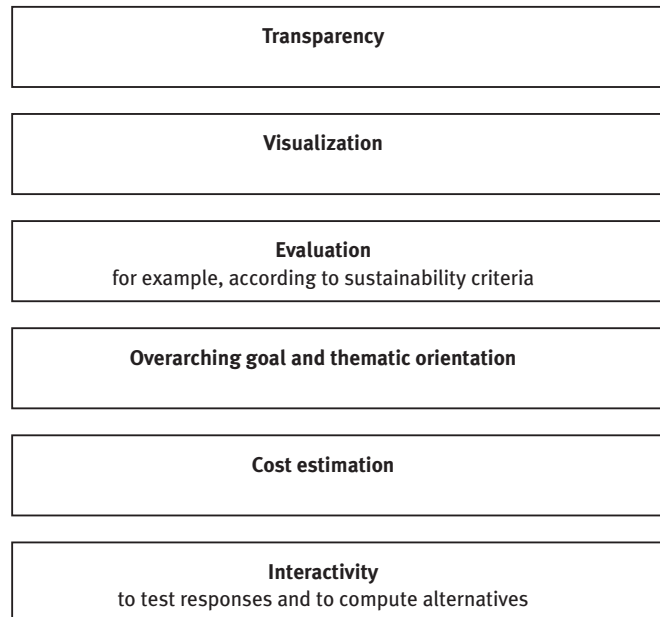 Transparency
Visualization
Evaluation
for example, according to sustainability criteria
Overarching goal and thematic orientation
Cost estimation
Interactivity
to test responses and to compute alternatives